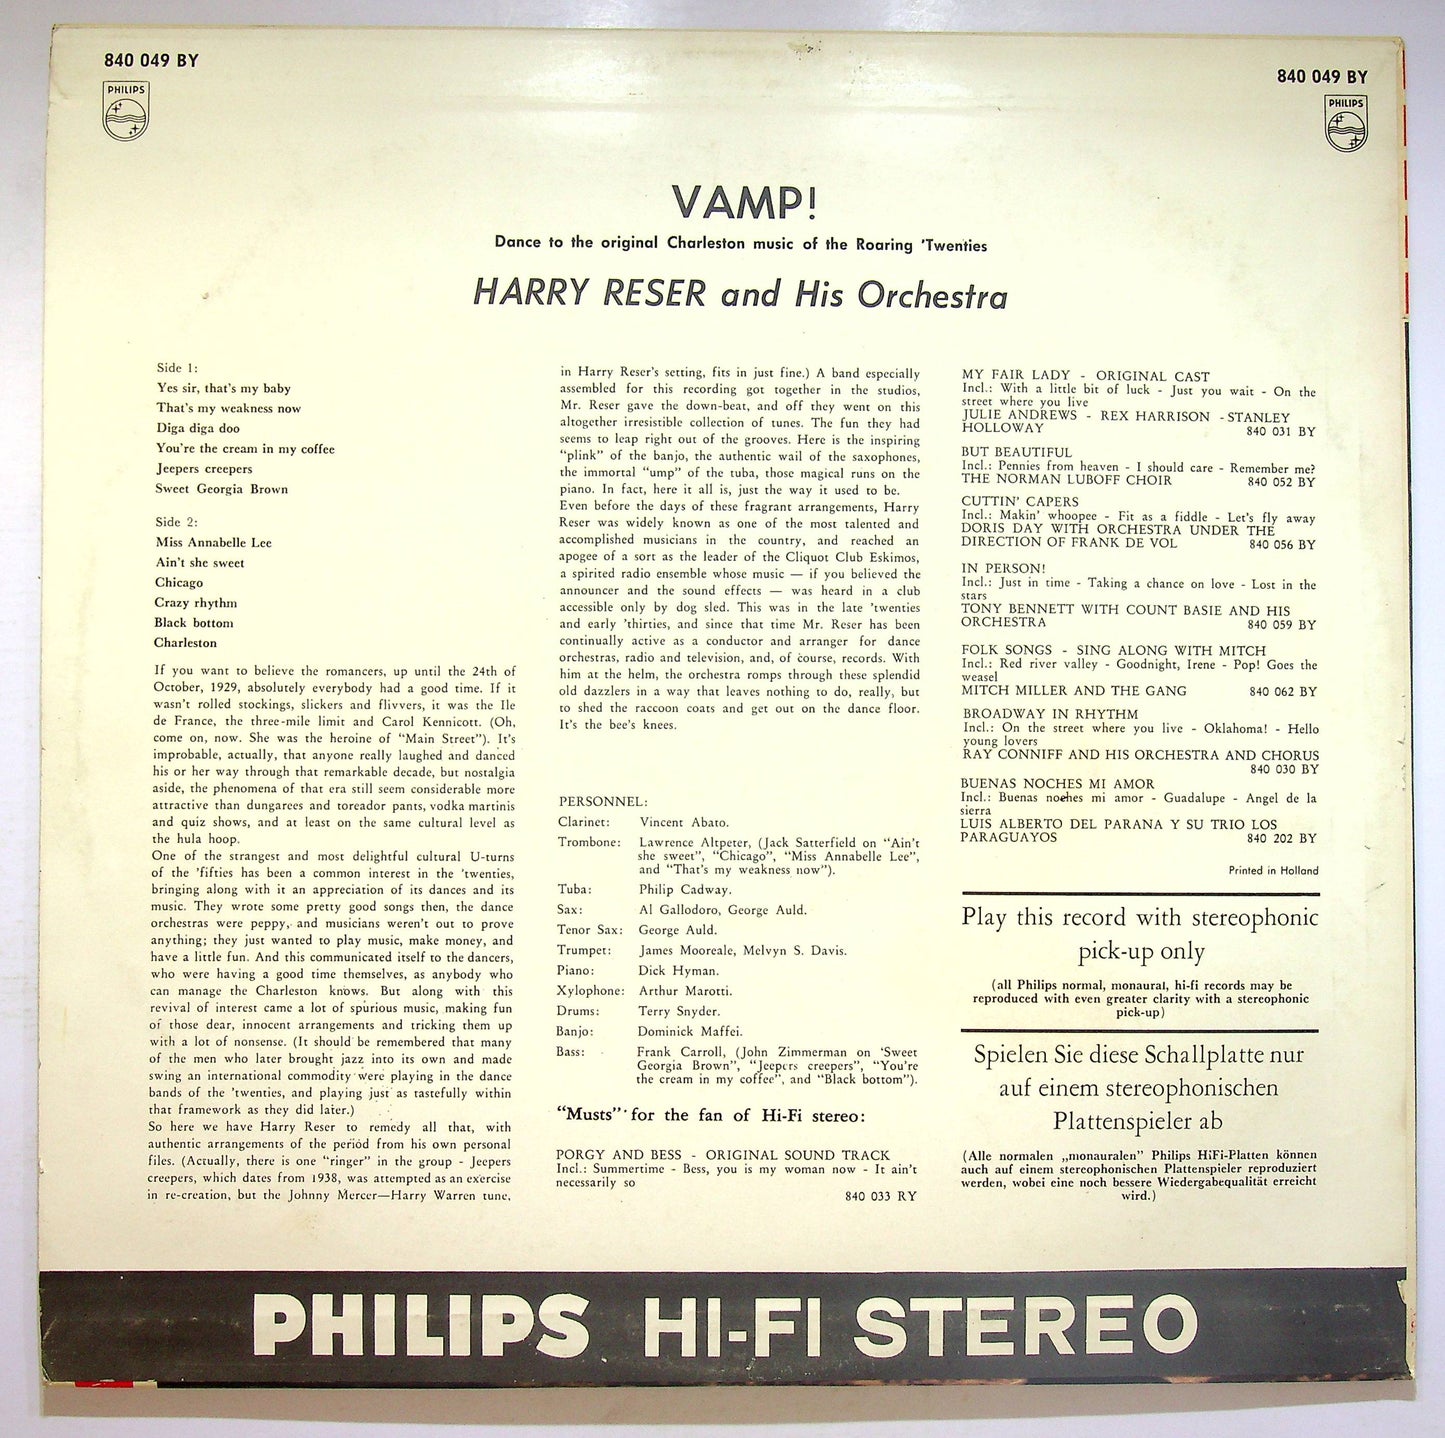 840 049 BY
PHILIPS
840 049 BY
PHILIPS
VAMP!
Dance to the original Charleston music of the Roaring 'Twenties
HARRY RESER and His Orchestra
Side 1:
Yes sir, that's my baby
That's my weakness now
Diga diga doo
You're the cream in my coffee
Jeepers creepers
Sweet Georgia Brown
Side 2:
Miss Annabelle Lee
Ain't she sweet
Chicago
Crazy rhythm
Black bottom
Charleston
If you want to believe the romancers, up until the 24th of
October, 1929, absolutely everybody had a good time. If it
wasn't rolled stockings, slickers and flivvers, it was the Ile
de France, the three-mile limit and Carol Kennicott. (Oh,
come on, now. She was the heroine of "Main Street"). It's
improbable, actually, that anyone really laughed and danced
his or her way through that remarkable decade, but nostalgia
aside, the phenomena of that era still seem considerable more
attractive than dungarees and toreador pants, vodka martinis
and quiz shows, and at least on the same cultural level as
the hula hoop.
One of the strangest and most delightful cultural U-turns
of the 'fifties has been a common interest in the 'twenties,
bringing along with it an appreciation of its dances and its
music. They wrote some pretty good songs then, the dance
orchestras were peppy, and musicians weren't out to prove
anything; they just wanted to play music, make money, and
have a little fun. And this communicated itself to the dancers,
who were having a good time themselves, as anybody who
can manage the Charleston knows. But along with this
revival of interest came a lot of spurious music, making fun
of those dear, innocent arrangements and tricking them up
with a lot of nonsense. (It should be remembered that many
of the men who later brought jazz into its own and made
swing an international commodity were playing in the dance
bands of the 'twenties, and playing just as tastefully within
that framework as they did later.)
So here we have Harry Reser to remedy all that, with
authentic arrangements of the period from his own personal
files. (Actually, there is one "ringer" in the group - Jeepers
creepers, which dates from 1938, was attempted as an exercise
in re-creation, but the Johnny Mercer—Harry Warren tune,
in Harry Reser's setting, fits in just fine.) A band especially
assembled for this recording got together in the studios,
Mr. Reser gave the down-beat, and off they went on this
altogether irresistible collection of tunes. The fun they had
seems to leap right out of the grooves. Here is the inspiring
"plink" of the banjo, the authentic wail of the saxophones,
the immortal "ump" of the tuba, those magical runs on the
piano. In fact, here it all is, just the way it used to be.
Even before the days of these fragrant arrangements, Harry
Reser was widely known as one of the most talented and
accomplished musicians in the country, and reached an
apogee of a sort as the leader of the Cliquot Club Eskimos,
a spirited radio ensemble whose music — if you believed the
announcer and the sound effects — was heard in a club
accessible only by dog sled. This was in the late 'twenties
and early 'thirties, and since that time Mr. Reser has been
continually active as a conductor and arranger for dance
orchestras, radio and television, and, of course, records. With
him at the helm, the orchestra romps through these splendid
old dazzlers in a way that leaves nothing to do, really, but
to shed the raccoon coats and get out on the dance floor.
It's the bee's knees.
PERSONNEL:
Clarinet: Vincent Abato.
Trombone: Lawrence Altpeter, (Jack Satterfield on "Ain't
she sweet", "Chicago", "Miss Annabelle Lee",
and "That's my weakness now").
Tuba: Philip Cadway.
Sax: Al Gallodoro, George Auld.
Tenor Sax: George Auld.
Trumpet: James Mooreale, Melvyn S. Davis.
Piano: Dick Hyman.
Xylophone: Arthur Marotti.
Drums: Terry Snyder.
Banjo: Dominick Maffei.
Bass: Frank Carroll, (John Zimmerman on 'Sweet
Georgia Brown", "Jeepers creepers", "You're
the cream in my coffee", and "Black bottom").
"Musts" for the fan of Hi-Fi stereo:
PORGY AND BESS - ORIGINAL SOUND TRACK
Incl.: Summertime - Bess, you is my woman now - It ain't
necessarily so
840 033 RY
MY FAIR LADY - ORIGINAL CAST
Incl.: With a little bit of luck - Just you wait - On the
street where you live
JULIE ANDREWS - REX HARRISON -STANLEY
HOLLOWAY 840 031 BY
BUT BEAUTIFUL
Incl.: Pennies from heaven - I should care - Remember me?
THE NORMAN LUBOFF CHOIR 840 052 BY
CUTTIN' CAPERS
Incl.: Makin' whoopee - Fit as a fiddle - Let's fly away
DORIS DAY WITH ORCHESTRA UNDER THE
DIRECTION OF FRANK DE VOL 840 056 BY
IN PERSON!
Incl.: Just in time - Taking a chance on love - Lost in the
stars
TONY BENNETT WITH COUNT BASIE AND HIS
ORCHESTRA 840 059 BY
FOLK SONGS - SING ALONG WITH MITCH
Incl.: Red river valley - Goodnight, Irene - Pop! Goes the
weasel
MITCH MILLER AND THE GANG 840 062 BY
BROADWAY IN RHYTHM
Incl.: On the street where you live - Oklahoma! - Hello
young lovers
RAY CONNIFF AND HIS ORCHESTRA AND CHORUS
840 030 BY
BUENAS NOCHES MI AMOR
Incl.: Buenas noches mi amor - Guadalupe - Angel de la
sierra
LUIS ALBERTO DEL PARANA Y SU TRIO LOS
PARAGUAYOS 840 202 BY
Printed in Holland
Play this record with stereophonic
pick-up only
(all Philips normal, monaural, hi-fi records may be
reproduced with even greater clarity with a stereophonic
pick-up)
Spielen Sie diese Schallplatte nur
auf einem stereophonischen
Plattenspieler ab
(Alle normalen „monauralen" Philips HiFi-Platten können
auch auf einem stereophonischen Plattenspieler reproduziert
werden, wobei eine noch bessere Wiedergabequalität erreicht
wird.)
PHILIPS HI-FI STEREO